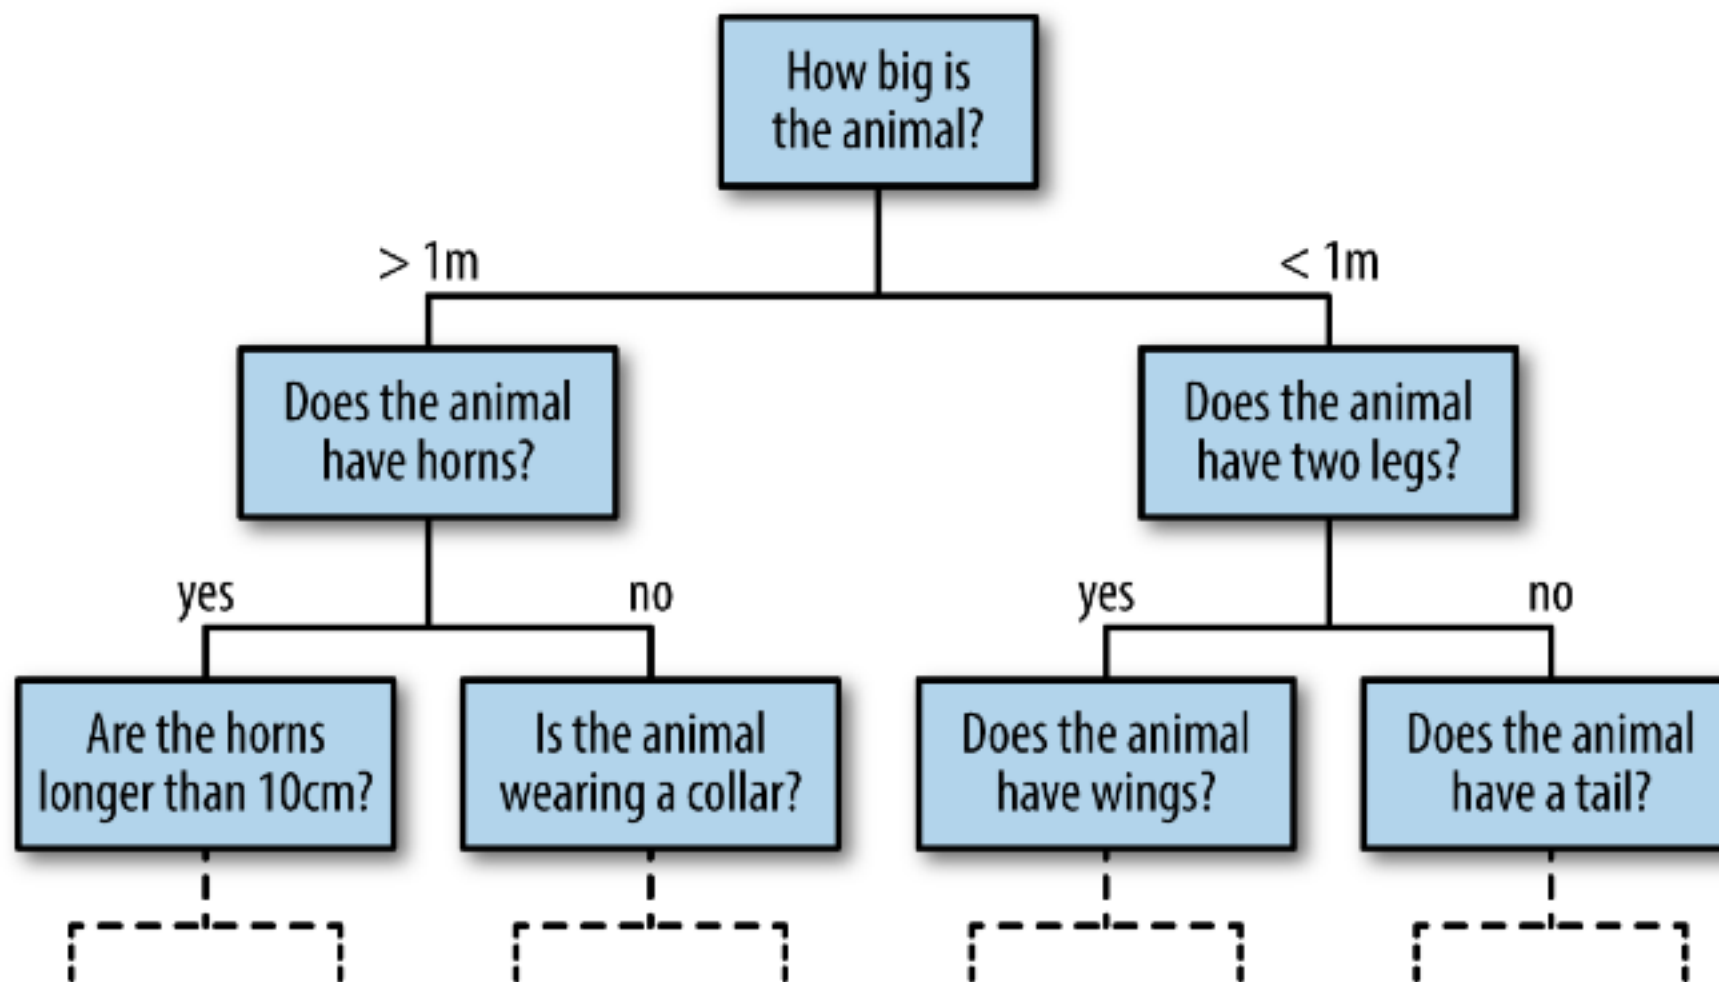 How big is
the animal?
> 1m
< 1m
Does the animal
have horns?
Does the animal
have two legs?
yes
no
yes
no
Are the horns
longer than 10cm?
Is the animal
wearing a collar?
Does the animal
have wings?
Does the animal
have a tail?